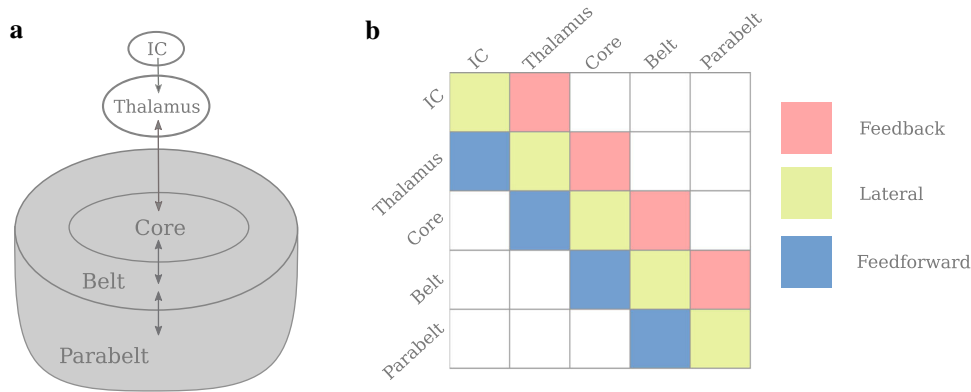 a
IC
Thalamus
Core
Belt
Parabelt
b
IC
Thalamus
Core
Belt
Parabelt
IC
Thalamus
Core
Belt
Parabelt
Feedback
Lateral
Feedforward